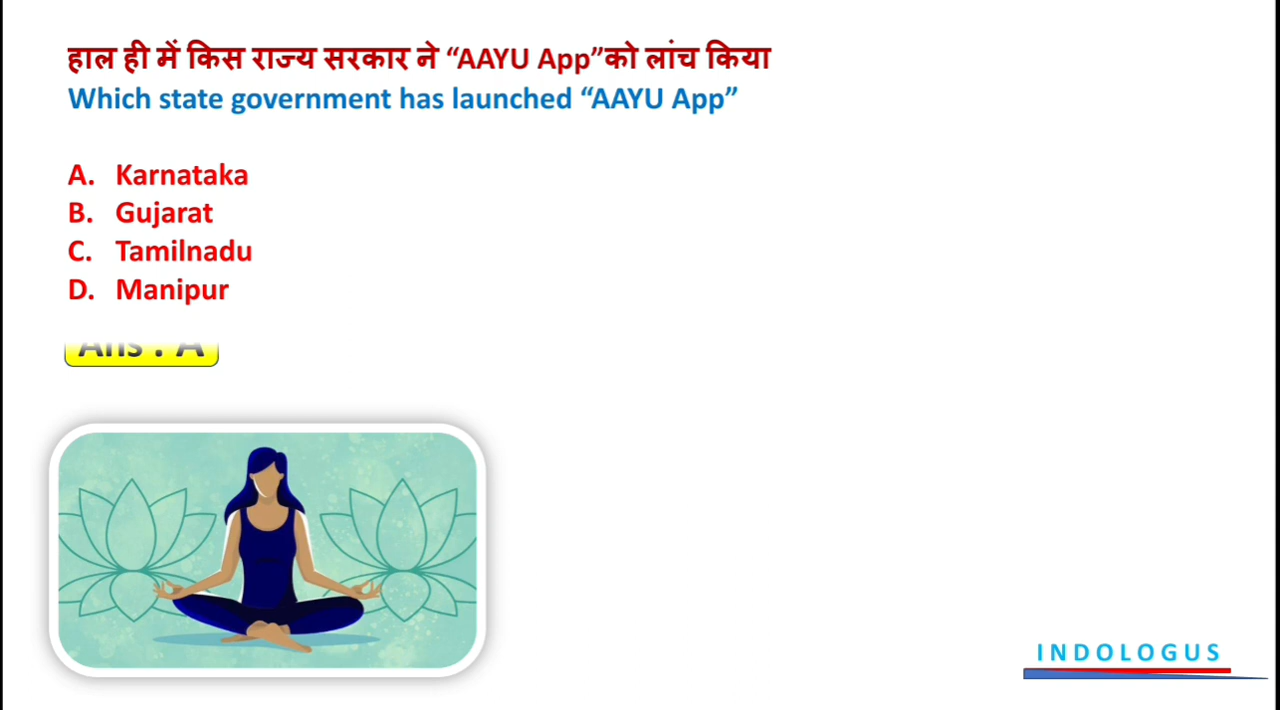 हाल ही में किस राज्य सरकार ने “AAYU App”को लांच किया
Which state government has launched “AAYU App”
A. Karnataka
B. Gujarat
C. Tamilnadu
D. Manipur
Ans : A
INDOLOGUS